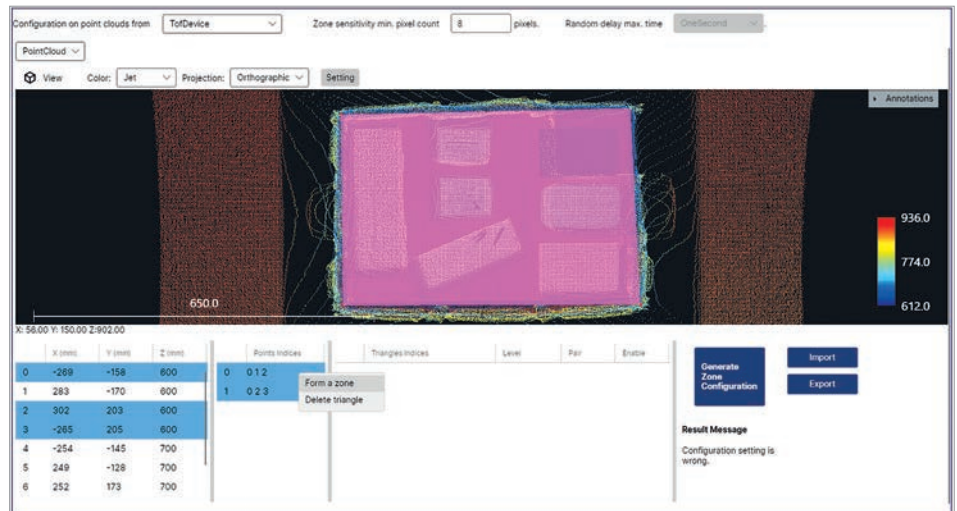 Configuration on point clouds from TofDevice Zone sensitivity min. pixel count 8 pixels. Random delay max. time OneSecond .
PointCloud
View Color: Jet Projection: Orthographic Setting
Annotations
936.0
774.0
612.0
650.0
X: 56.00 Y: 150.00 Z:902.00
X (mm) Y (mm) Z (mm)
0 -269 -158 600
1 283 -170 600
2 302 203 600
3 -265 205 600
4 -254 -145 700
5 249 -128 700
6 252 173 700
Points Indices
0 0 1 2
1 0 2 3
Form a zone
Delete triangle
Triangles Indices Level Pair Enable
Generate
Zone
Configuration
Import
Export
Result Message
Configuration setting is
wrong.